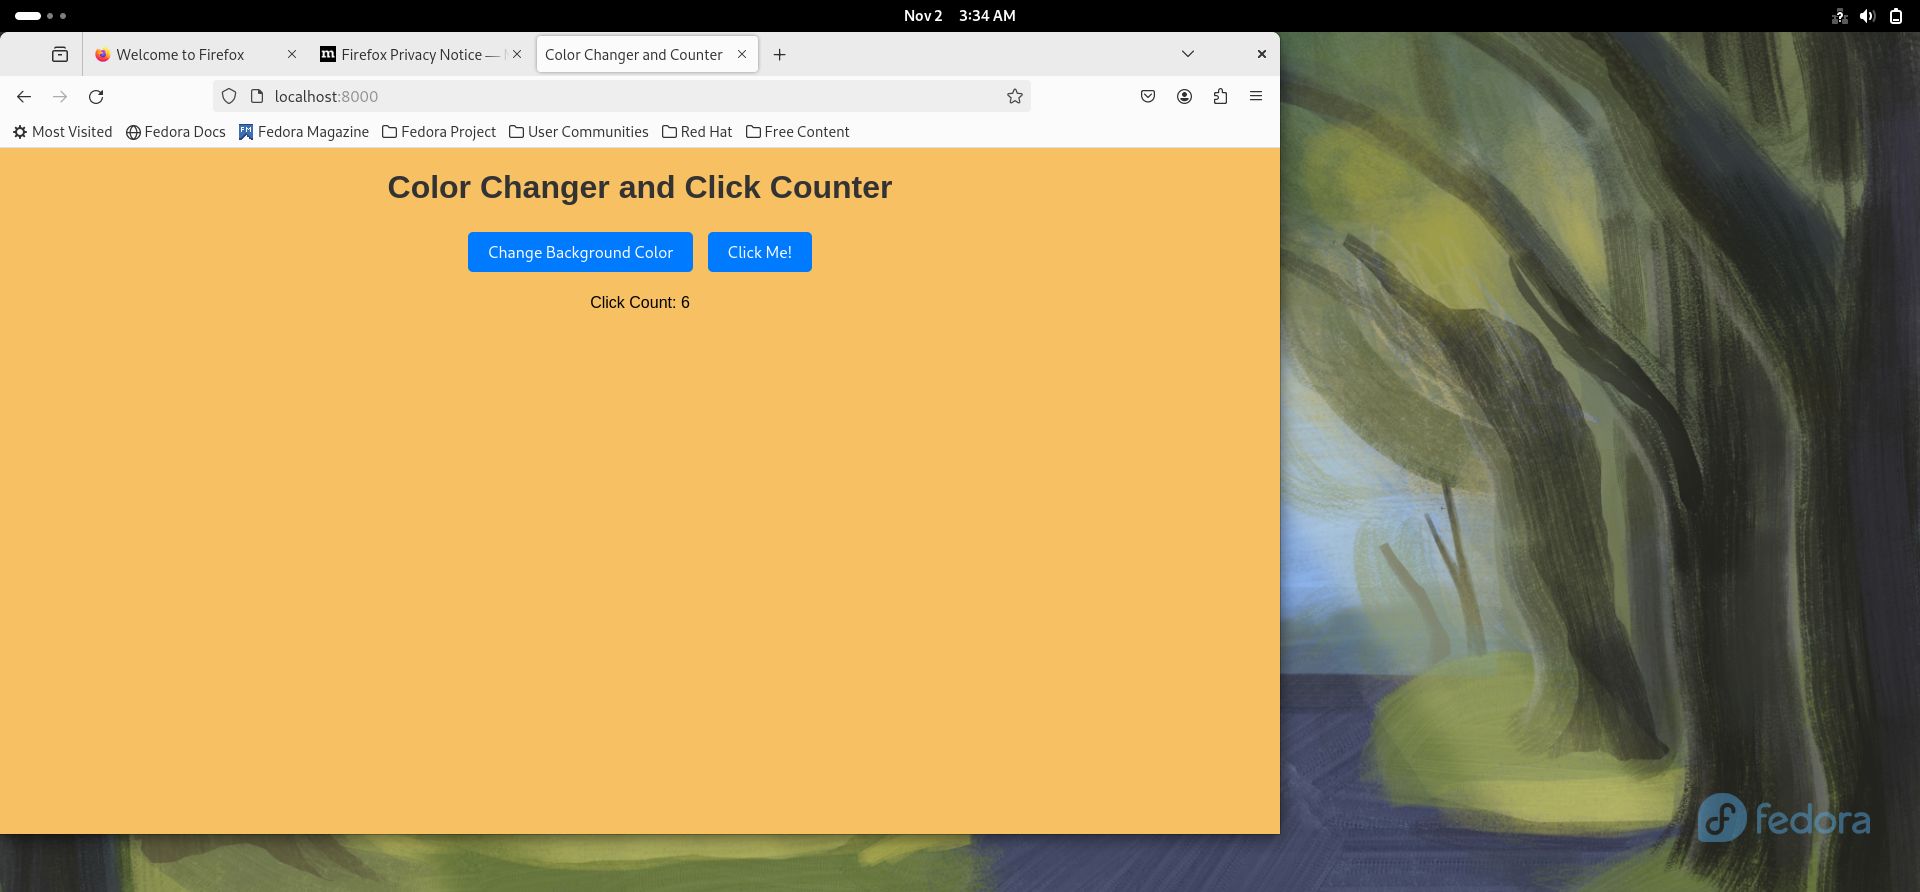 Nov 2 3:34 AM
Welcome to Firefox
Firefox Privacy Notice —
Color Changer and Counter
localhost:8000
Most Visited
Fedora Docs
Fedora Magazine
Fedora Project
User Communities
Red Hat
Free Content
Color Changer and Click Counter
Change Background Color
Click Me!
Click Count: 6
fedora